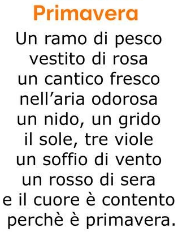 Primavera
Un ramo di pesco
vestito di rosa
un cantico fresco
nell'aria odorosa
un nido, un grido
il sole, tre viole
un soffio di vento
un rosso di sera
e il cuore è contento
perchè è primavera.